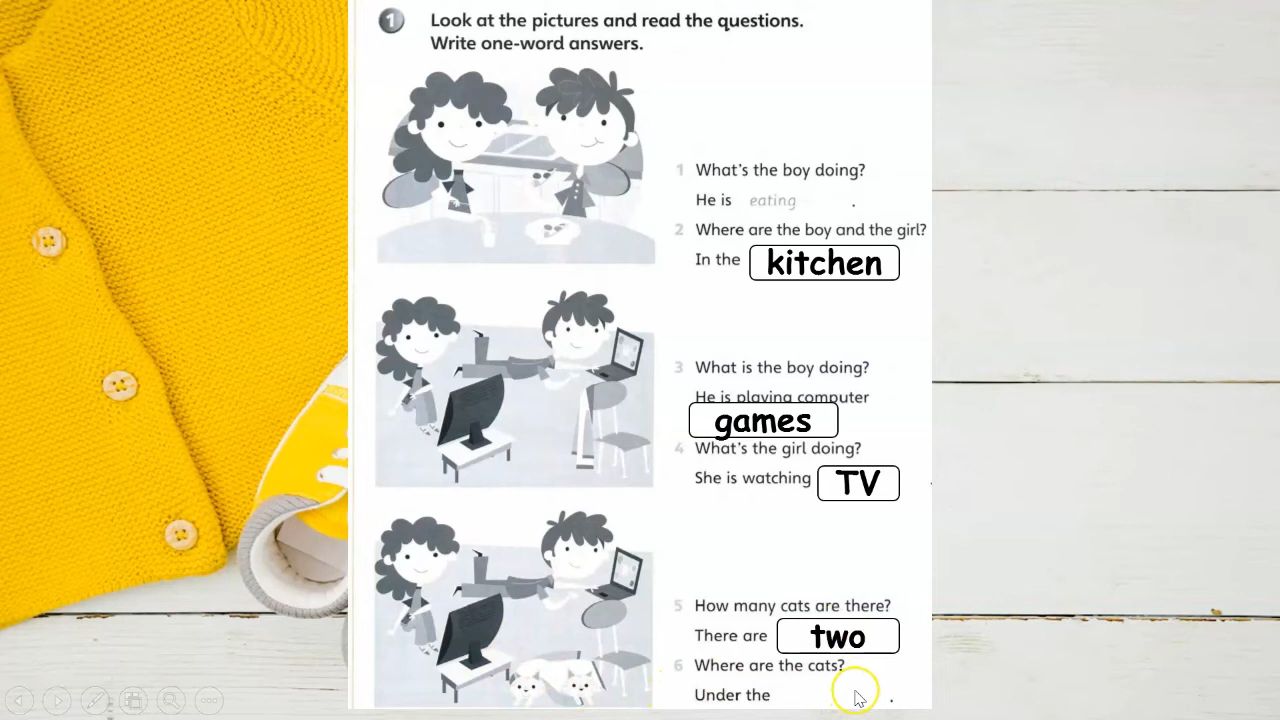 1 Look at the pictures and read the questions.
Write one-word answers.
1 What's the boy doing?
He is eating .
2 Where are the boy and the girl?
In the kitchen
3 What is the boy doing?
He is playing computer
games
4 What's the girl doing?
She is watching TV .
5 How many cats are there?
There are two
6 Where are the cats?
Under the .